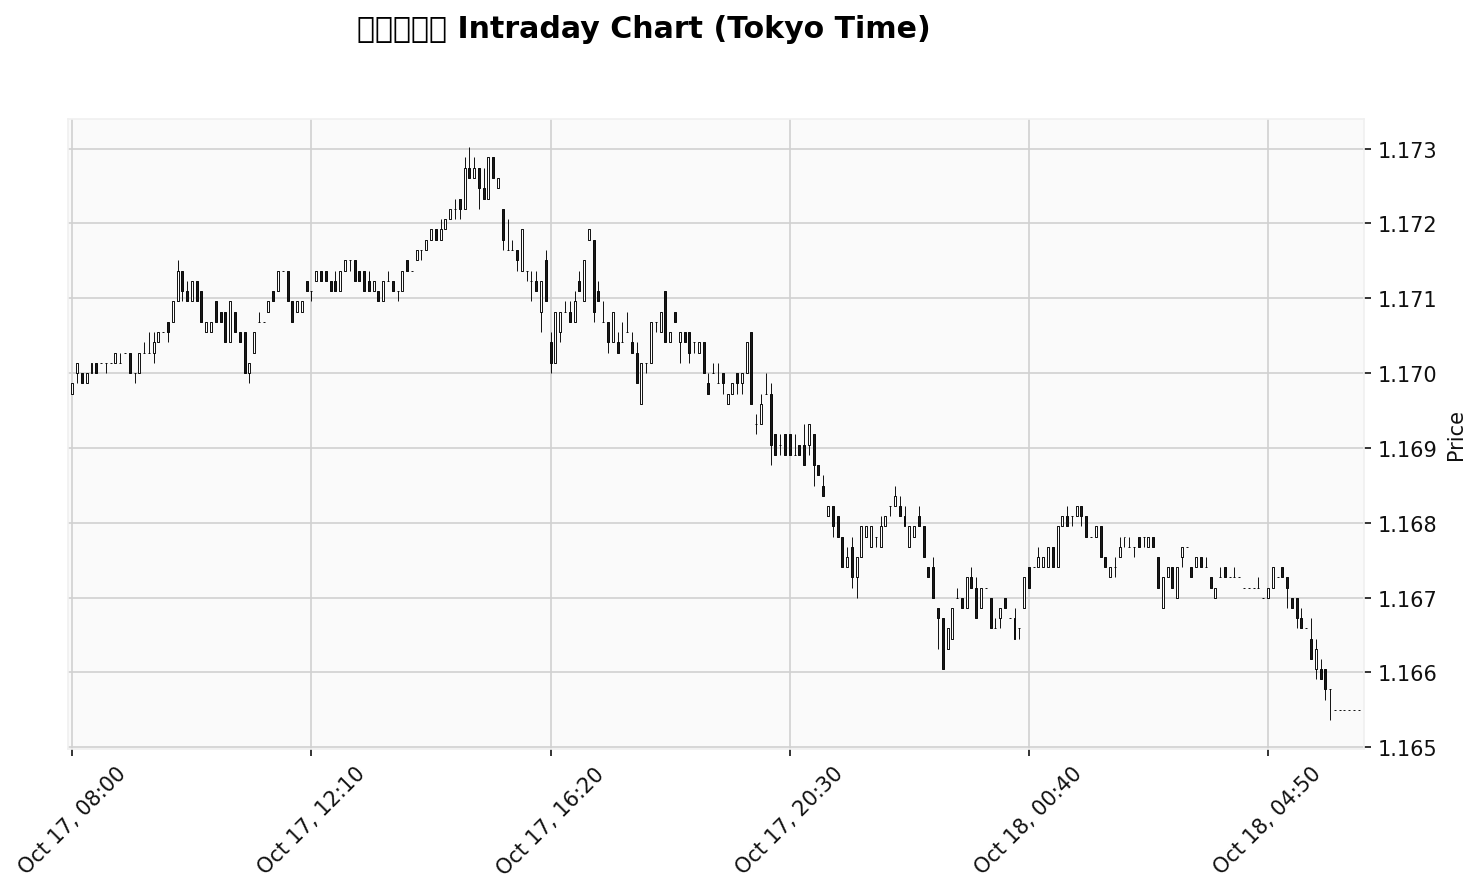 Intraday Chart (Tokyo Time)
1.173
1.172
1.171
1.170
1.169
1.168
1.167
1.166
1.165
Price
Oct 17, 08:00
Oct 17, 12:10
Oct 17, 16:20
Oct 17, 20:30
Oct 18, 00:40
Oct 18, 04:50